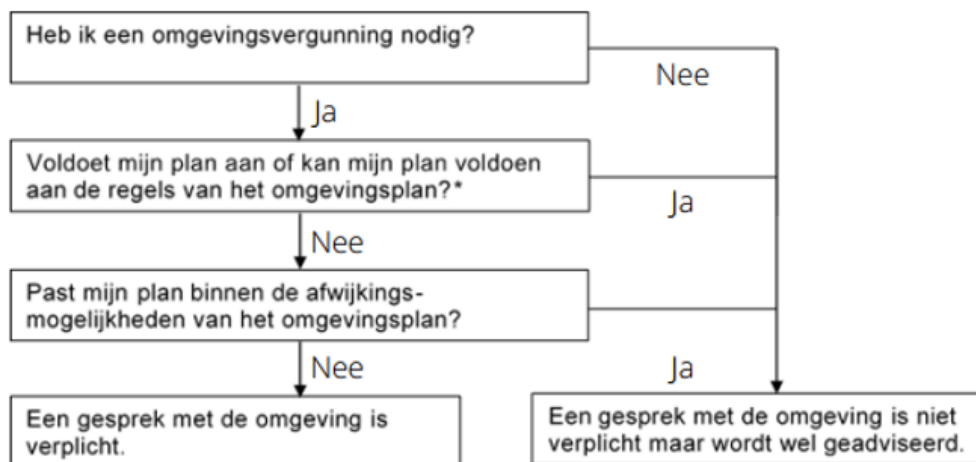 Heb ik een omgevingsvergunning nodig?
Nee
Ja
Voldoet mijn plan aan of kan mijn plan voldoen
aan de regels van het omgevingsplan?*
Ja
Nee
Past mijn plan binnen de afwijkings-
mogelijkheden van het omgevingsplan?
Nee
Ja
Een gesprek met de omgeving is
verplicht.
Een gesprek met de omgeving is niet
verplicht maar wordt wel geadviseerd.